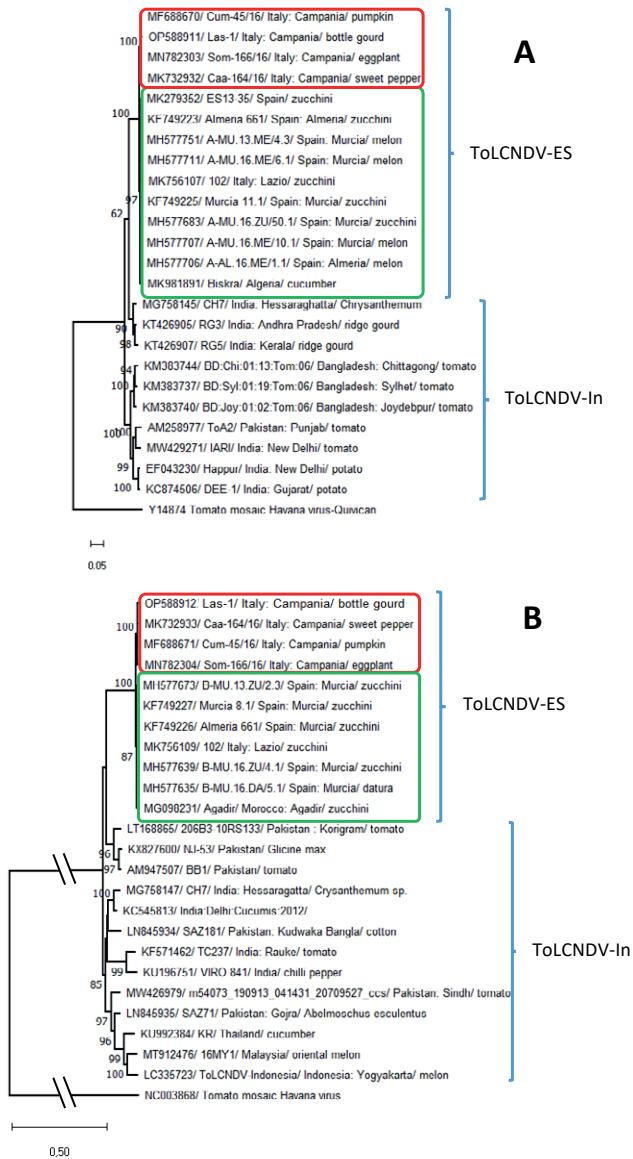 MF688670/ Cum-45/16/ Italy: Campania/ pumpkin
100
OP588911/ Las-1/ Italy: Campania/ bottle gourd
A
MN782303/ Som-166/16/ Italy: Campania/ eggplant
MK732932/ Caa-164/16/ Italy: Campania/ sweet pepper
MK279352/ ES13-35/ Spain/ zucchini
100
KF749223/ Almeria 661/ Spain: Almeria/ zucchini
MH577751/ A-MU.13.ME/4.3/ Spain: Murcia/ melon
ToLCNDV-ES
MH577711/ A-MU.16.ME/6.1/ Spain: Murcia/ melon
MK756107/ 102/ Italy: Lazio/ zucchini
97
KF749225/ Murcia 11.1/ Spain: Murcia/ zucchini
62
MH577683/ A-MU.16.ZU/50.1/ Spain: Murcia/ zucchini
MH577707/ A-MU.16.ME/10.1/ Spain: Murcia/ melon
MH577706/ A-AL.16.ME/1.1/ Spain: Almeria/ melon
MK981891/ Biskra/ Algeria/ cucumber
MG758145/ CH7/ India: Hessaraghatta/ Chrysanthemum
90
KT426905/ RG3/ India: Andhra Pradesh/ ridge gourd
98
KT426907/ RG5/ India: Kerala/ ridge gourd
94
KM383744/ BD:Chi:01:13:Tom:06/ Bangladesh: Chittagong/ tomato
100
KM383737/ BD:Syl:01:19:Tom:06/ Bangladesh: Sylhet/ tomato
ToLCNDV-In
KM383740/ BD:Joy:01:02:Tom:06/ Bangladesh: Joydebpur/ tomato
100
100
AM258977/ ToA2/ Pakistan: Punjab/ tomato
MW429271/ IARI/ India: New Delhi/ tomato
99
EF043230/ Happur/ India: New Delhi/ potato
100
KC874506/ DEE-1/ India: Gujarat/ potato
Y14874 Tomato mosaic Havana virus-Quivican
0.05
OP588912/ Las-1/ Italy: Campania/ bottle gourd
B
100
MK732933/ Caa-164/16/ Italy: Campania/ sweet pepper
MF688671/ Cum-45/16/ Italy: Campania/ pumpkin
MN782304/ Som-166/16/ Italy: Campania/ eggplant
100
MH577673/ B-MU.13.ZU/2.3/ Spain: Murcia/ zucchini
ToLCNDV-ES
KF749227/ Murcia 8.1/ Spain: Murcia/ zucchini
KF749226/ Almeria 661/ Spain: Murcia/ zucchini
MK756109/ 102/ Italy: Lazio/ zucchini
87
MH577639/ B-MU.16.ZU/4.1/ Spain: Murcia/ zucchini
MH577635/ B-MU.16.DA/5.1/ Spain: Murcia/ datura
MG098231/ Agadir/ Morocco: Agadir/ zucchini
LT168865/ 206B3-10RS133/ Pakistan : Korigram/ tomato
96
KX827600/ NJ-53/ Pakistan/ Glicine max
97
AM947507/ BB1/ Pakistan/ tomato
100
MG758147/ CH7/ India: Hessaragatta/ Crysanthemum sp.
KC545813/ India:Delhi:Cucumis:2012/
LN845934/ SAZ181/ Pakistan: Kudwaka Bangla/ cotton
ToLCNDV-In
KF571462/ TC237/ India: Rauke/ tomato
99
KU196751/ VIRO 841/ India/ chilli pepper
85
MW426979/ m54073_190913_041431_20709527_ccs/ Pakistan: Sindh/ tomato
97
LN845935/ SAZ71/ Pakistan: Gojra/ Abelmoschus esculentus
96
KU992384/ KR/ Thailand/ cucumber
99
MT912476/ 16MY1/ Malaysia/ oriental melon
100
LC335723/ ToLCNDV-Indonesia/ Indonesia: Yogyakarta/ melon
NC003868/ Tomato mosaic Havana virus
0,50